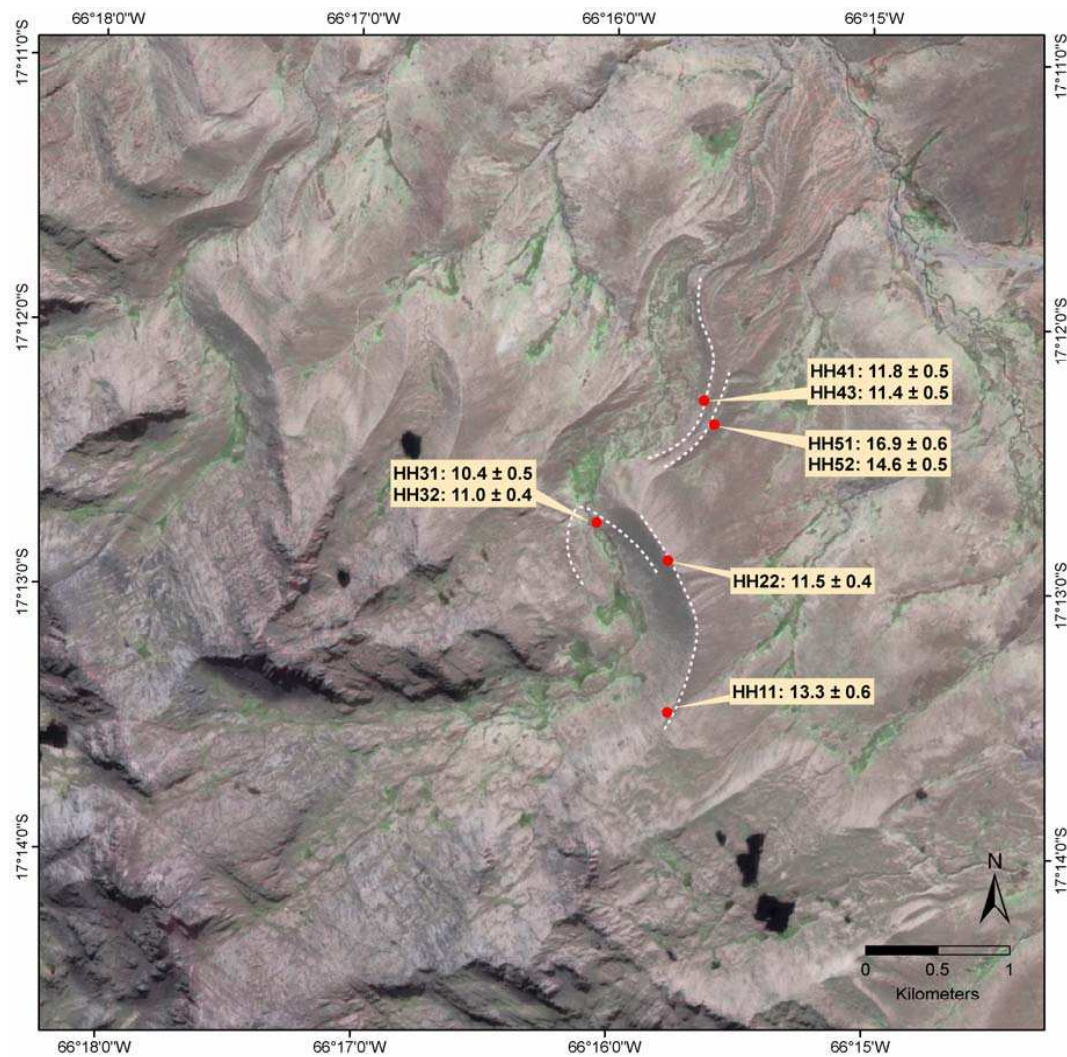 66°18'0"W 66°17'0"W 66°16'0"W 66°15'0"W
17°11'0"S 17°11'0"S
17°12'0"S 17°12'0"S
HH41: 11.8 ± 0.5
HH43: 11.4 ± 0.5
HH51: 16.9 ± 0.6
HH52: 14.6 ± 0.5
HH31: 10.4 ± 0.5
HH32: 11.0 ± 0.4
HH22: 11.5 ± 0.4
17°13'0"S 17°13'0"S
HH11: 13.3 ± 0.6
17°14'0"S 17°14'0"S
N
0 0.5 1
Kilometers
66°18'0"W 66°17'0"W 66°16'0"W 66°15'0"W